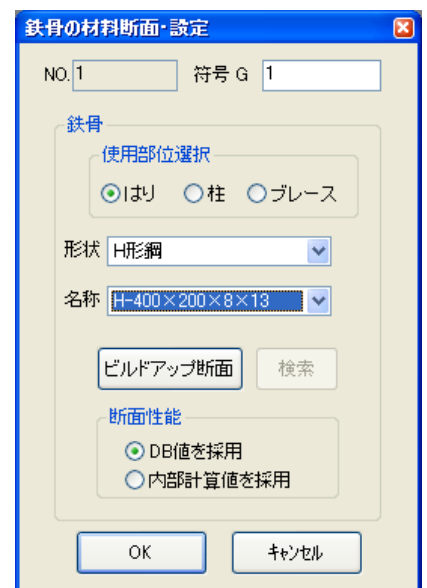 鉄骨の材料断面・設定
NO. 1 符号 G 1
鉄骨
使用部位選択
はり 柱 ブレース
形状 H形鋼
名称 H-400×200×8×13
ビルドアップ断面 検索
断面性能
DB値を採用
内部計算値を採用
OK キャンセル